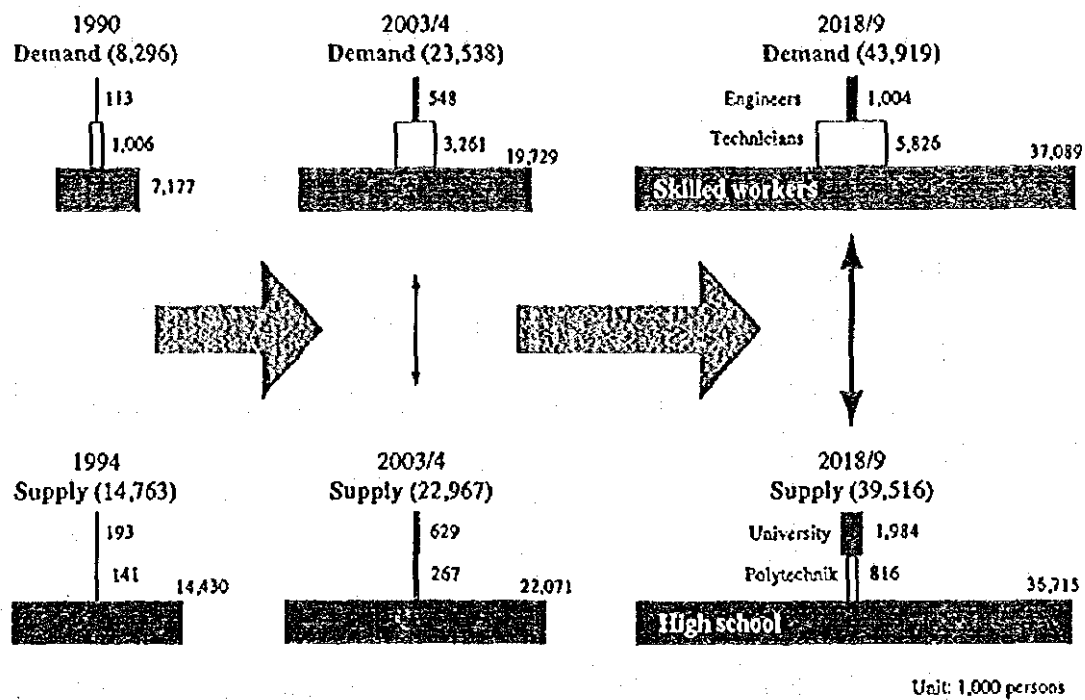 1990
Demand (8,296)
113
1,006
7,177
2003/4
Demand (23,538)
548
3,261
19,729
2018/9
Demand (43,919)
Engineers 1,004
Technicians 5,826
37,089
Skilled workers
1994
Supply (14,763)
193
141
14,430
2003/4
Supply (22,967)
629
267
22,071
2018/9
Supply (39,516)
University 1,984
Polytechnik 816
36,715
High school
Unit: 1,000 persons